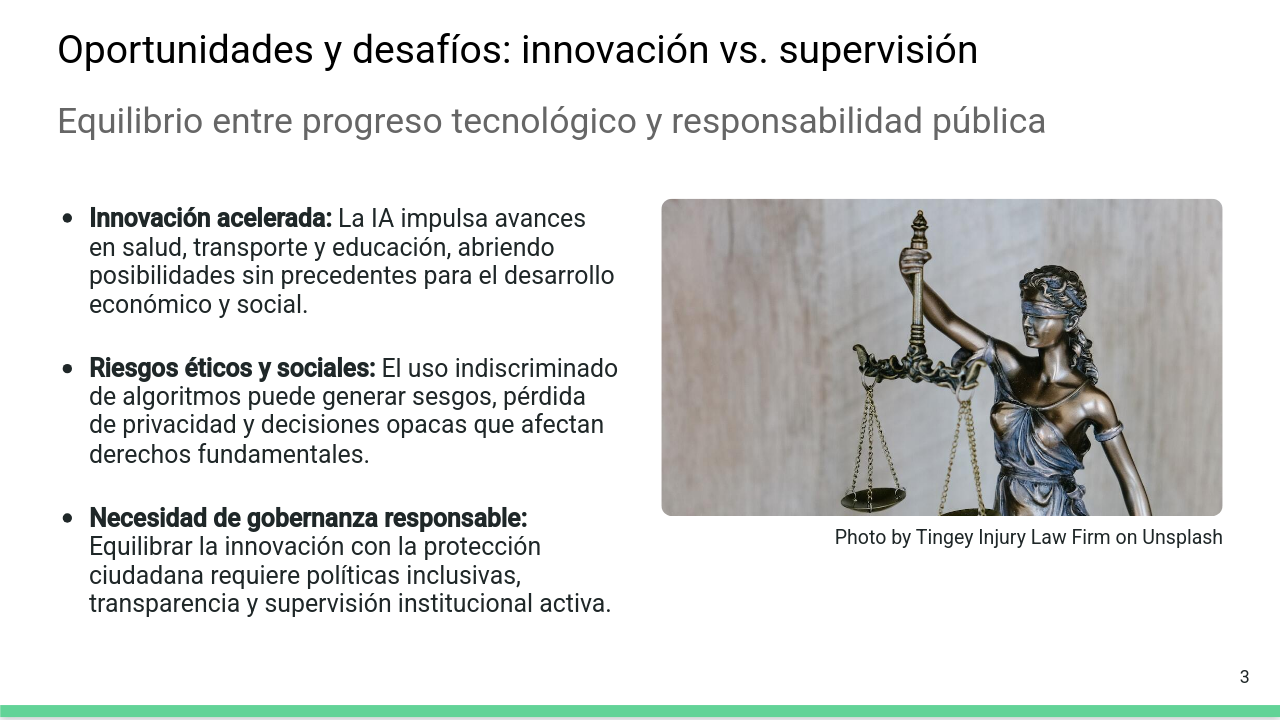 Oportunidades y desafíos: innovación vs. supervisión
Equilibrio entre progreso tecnológico y responsabilidad pública
• Innovación acelerada: La IA impulsa avances
en salud, transporte y educación, abriendo
posibilidades sin precedentes para el desarrollo
económico y social.
• Riesgos éticos y sociales: El uso indiscriminado
de algoritmos puede generar sesgos, pérdida
de privacidad y decisiones opacas que afectan
derechos fundamentales.
• Necesidad de gobernanza responsable:
Equilibrar la innovación con la protección
ciudadana requiere políticas inclusivas,
transparencia y supervisión institucional activa.
Photo by Tingey Injury Law Firm on Unsplash
3